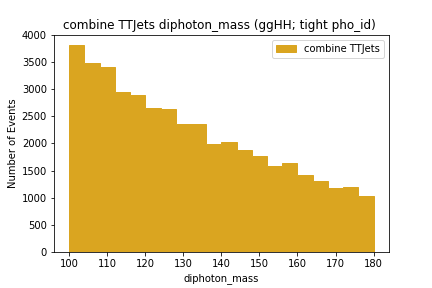 combine TTJets diphoton_mass (ggHH; tight pho_id)
combine TTJets
4000
3500
3000
2500
2000
1500
1000
500
0
Number of Events
100 110 120 130 140 150 160 170 180
diphoton_mass